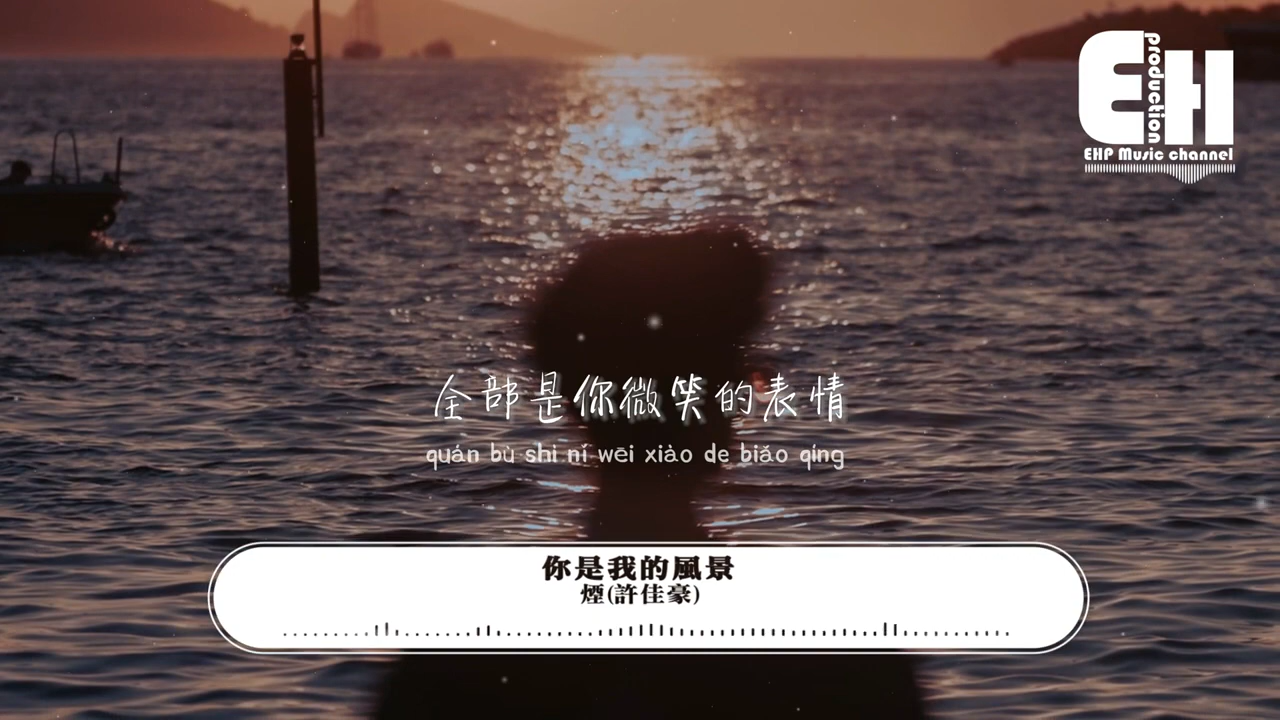 EH
production
EHP Music channel
全部是你微笑的表情
quán bù shì nǐ wēi xiào de biǎo qíng
你是我的風景
煙(許佳豪)